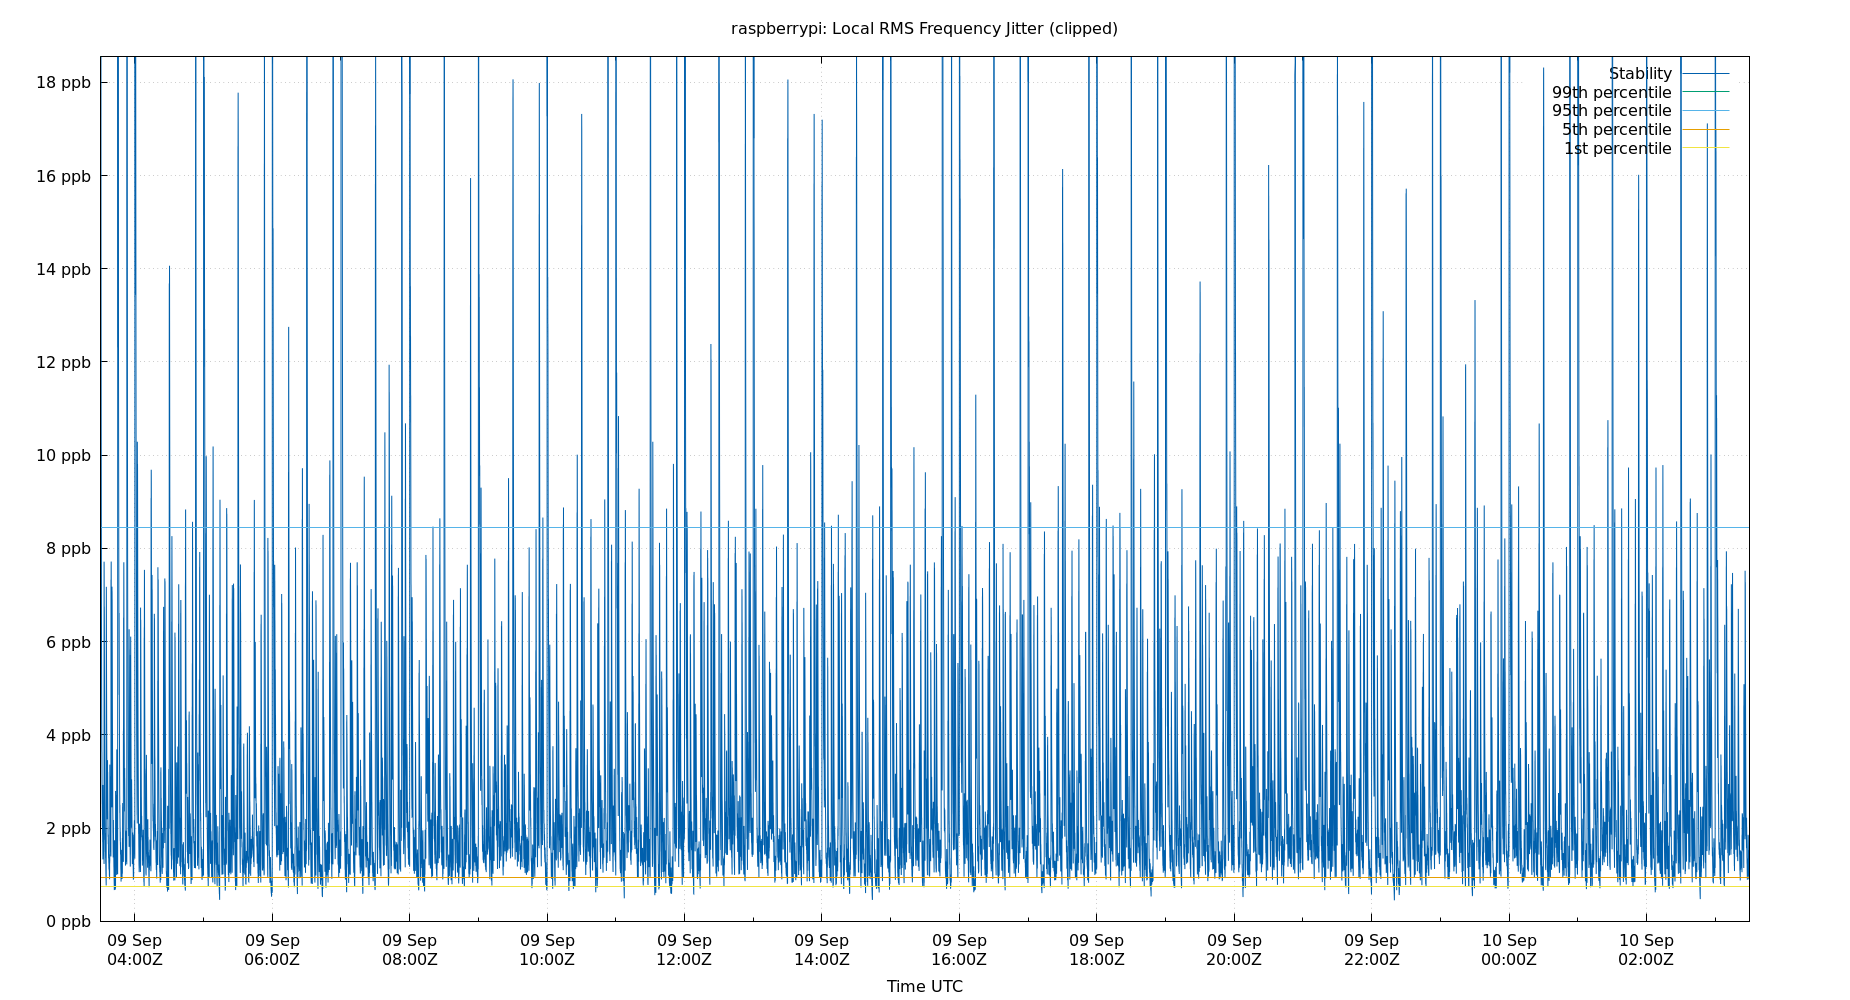 raspberrypi: Local RMS Frequency Jitter (clipped)
18 ppb
16 ppb
14 ppb
12 ppb
10 ppb
8 ppb
6 ppb
4 ppb
2 ppb
0 ppb
Stability
99th percentile
95th percentile
5th percentile
1st percentile
09 Sep 09 Sep 09 Sep 09 Sep 09 Sep 09 Sep 09 Sep 09 Sep 09 Sep 09 Sep 10 Sep 10 Sep
04:00Z 06:00Z 08:00Z 10:00Z 12:00Z 14:00Z 16:00Z 18:00Z 20:00Z 22:00Z 00:00Z 02:00Z
Time UTC